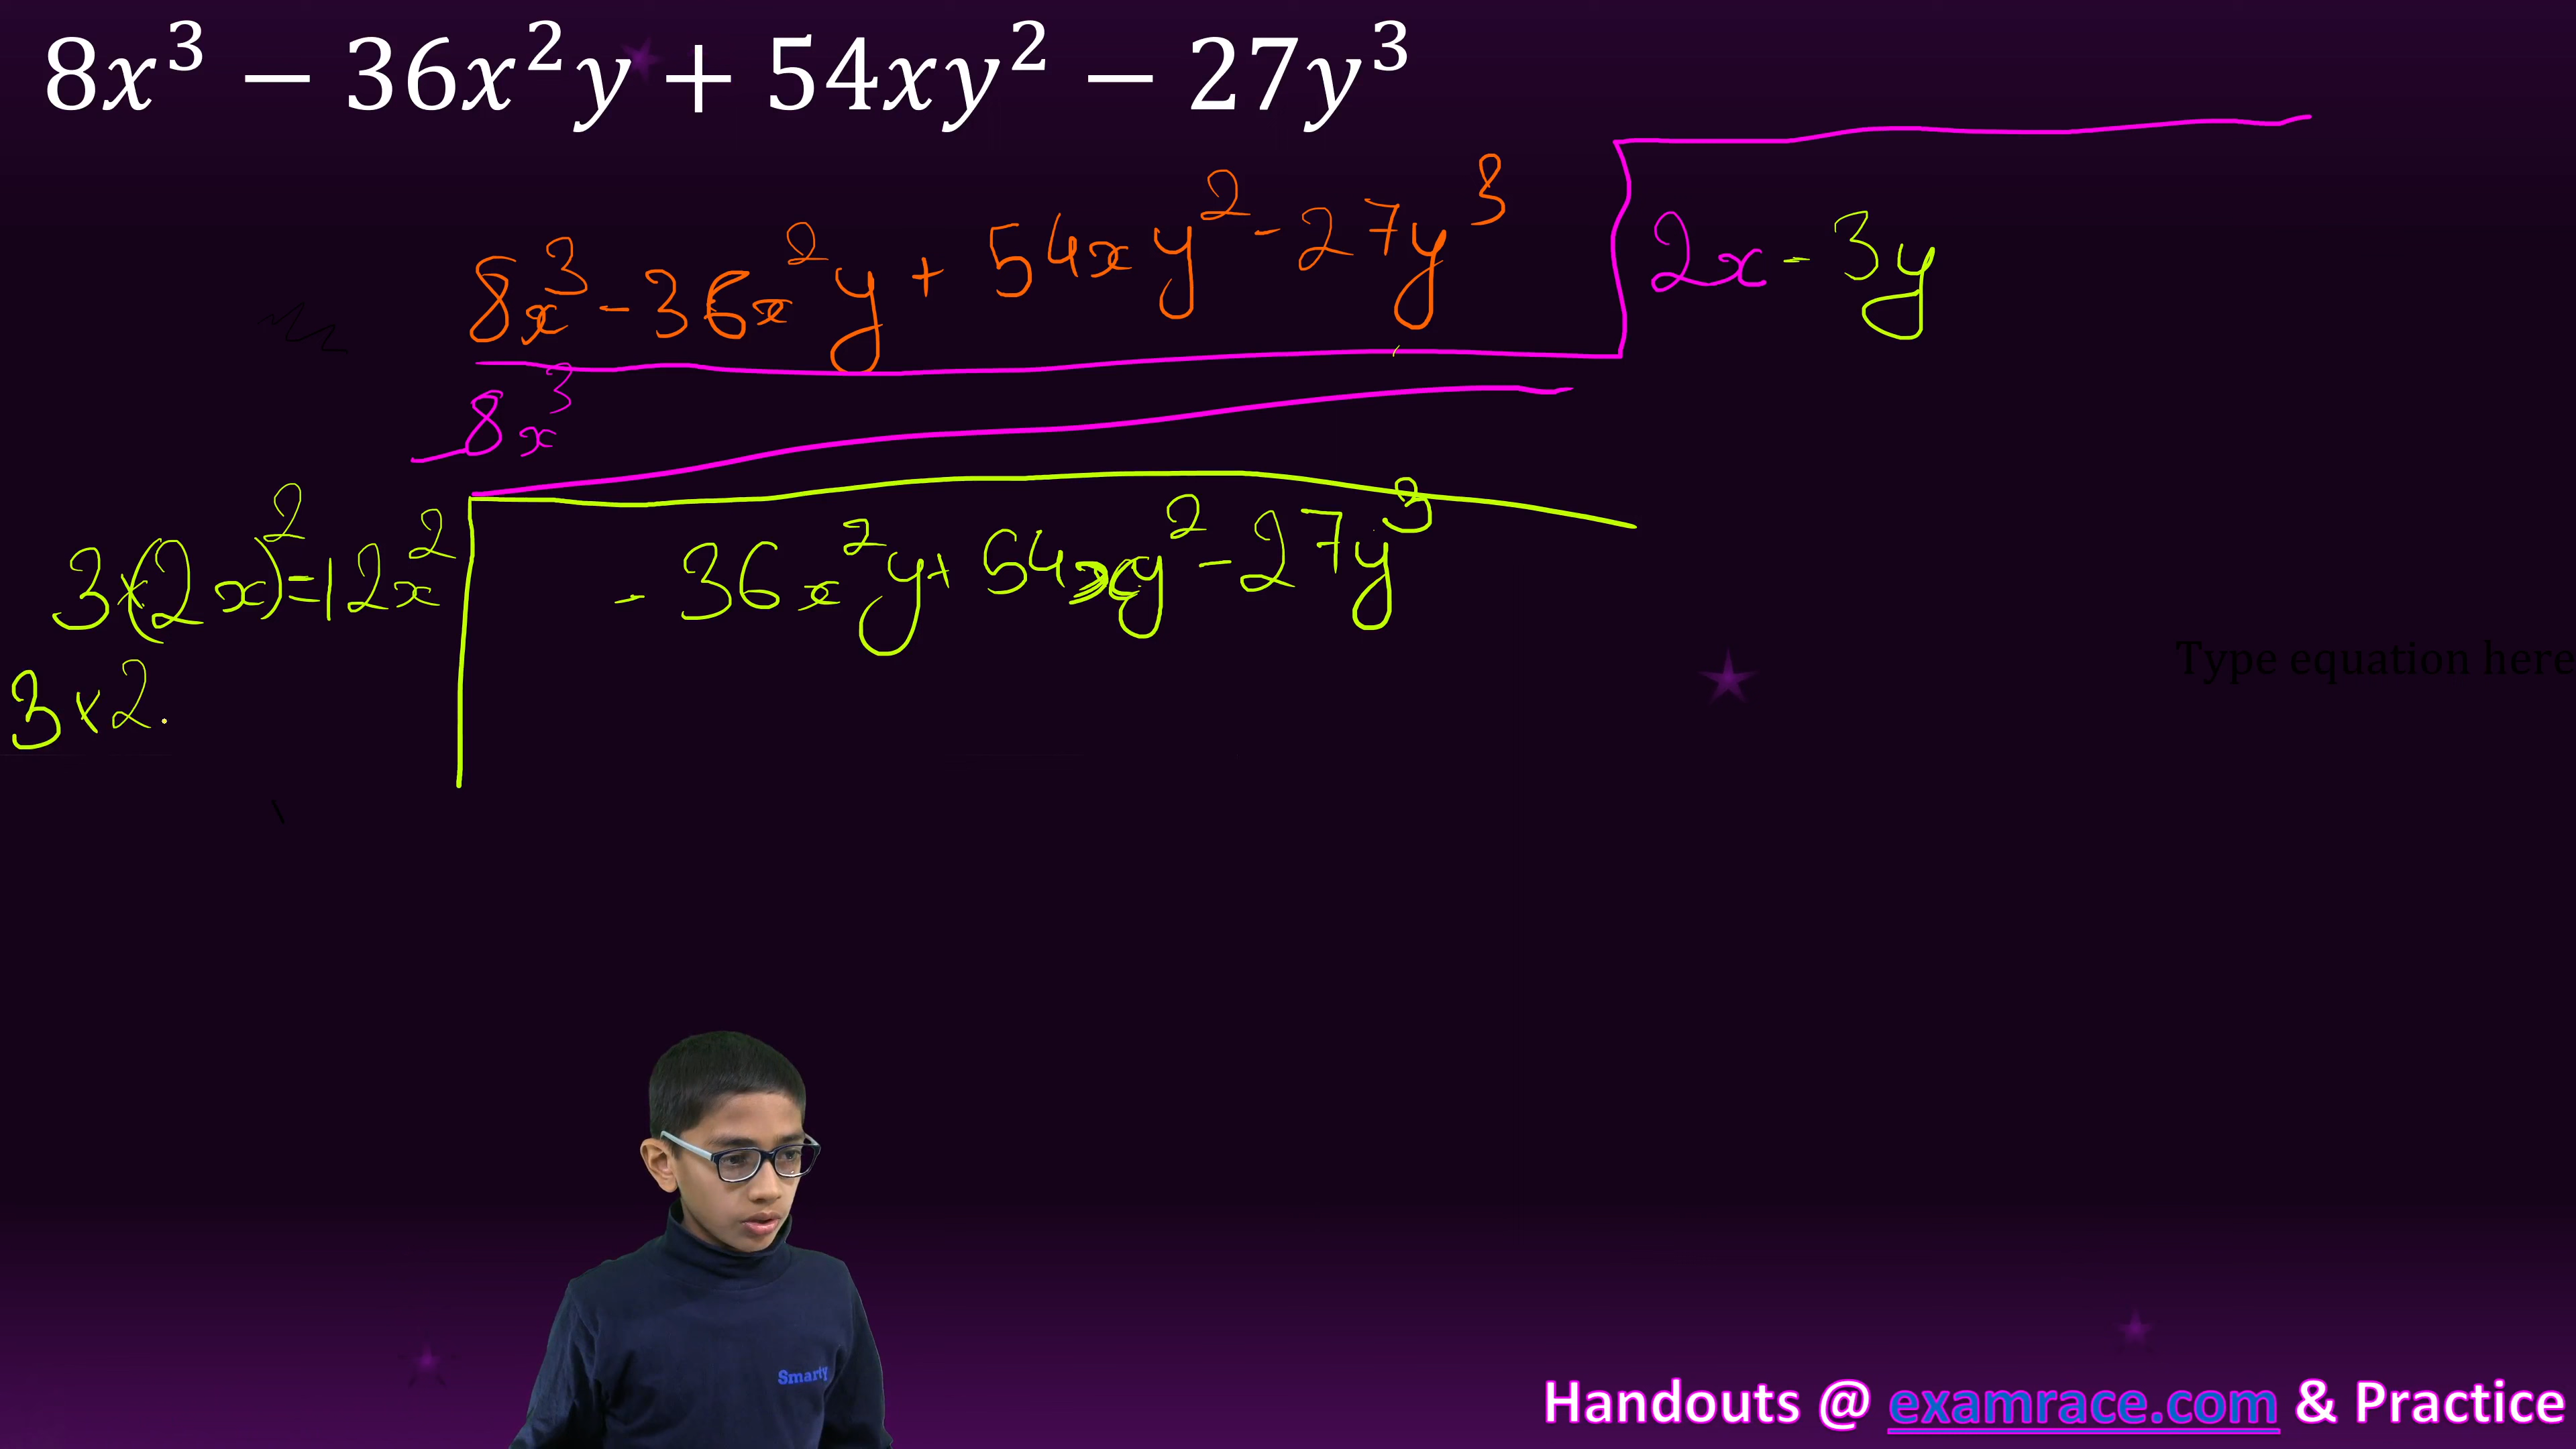 8x³ − 36x²y + 54xy² − 27y³
8x³ - 36x²y + 54xy² - 27y³
2x - 3y
8x³
3×(2x)² = 12x²
- 36x²y + 54xy² - 27y³
3×2.
Type equation here
Smarty
Handouts @ examrace.com & Practice